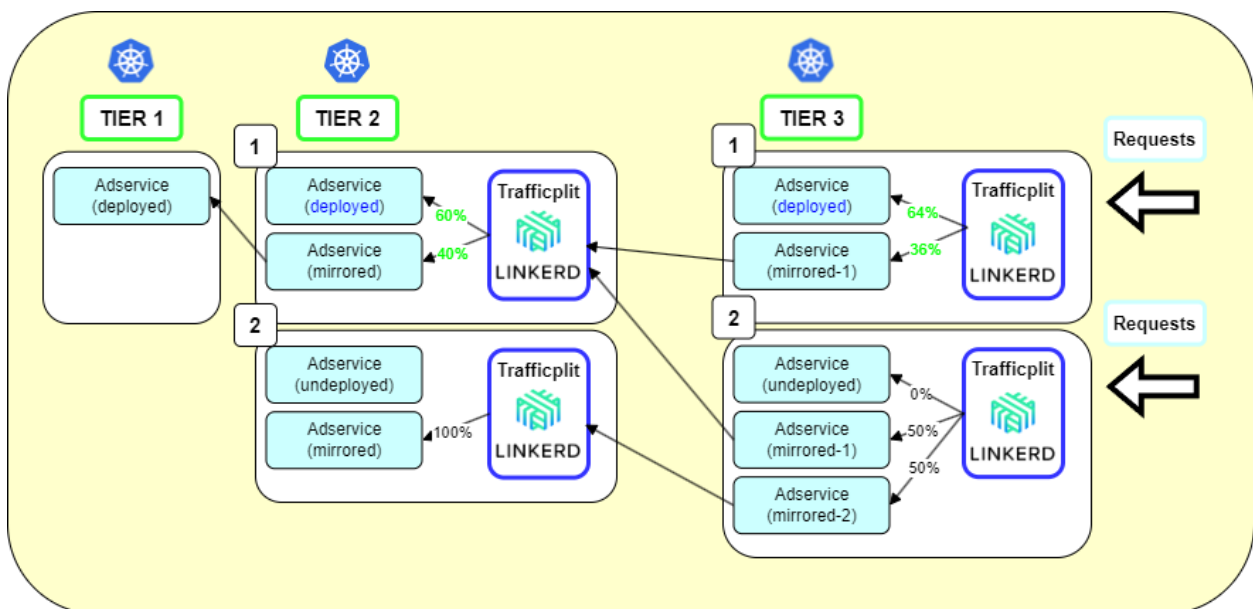 TIER 1
TIER 2
TIER 3
Requests
Adservice
(deployed)
1
Adservice
(deployed)
Adservice
(mirrored)
60%
40%
Trafficplit
LINKERD
2
Adservice
(undeployed)
Adservice
(mirrored)
100%
Trafficplit
LINKERD
1
Adservice
(deployed)
Adservice
(mirrored-1)
64%
36%
Trafficplit
LINKERD
2
Adservice
(undeployed)
Adservice
(mirrored-1)
Adservice
(mirrored-2)
0%
50%
50%
Trafficplit
LINKERD
Requests